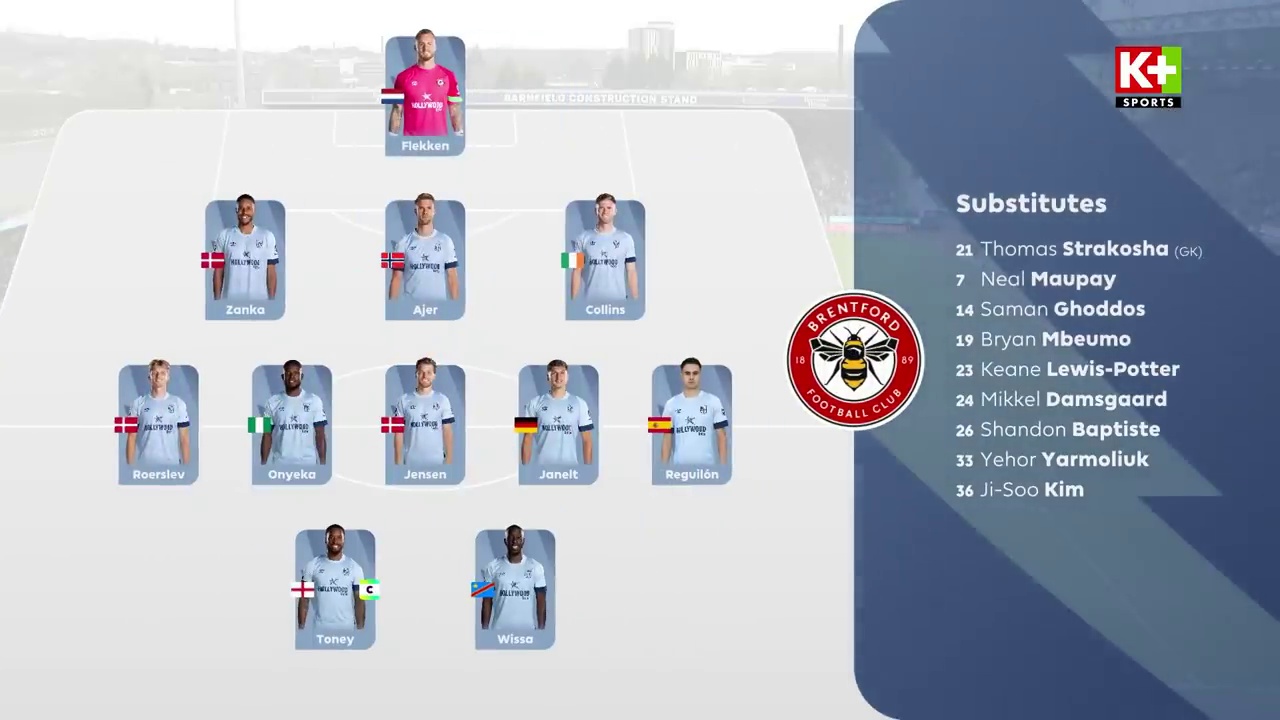 BARNFIELD CONSTRUCTION STAND
K+
SPORTS
Flekken
Zanka
Ajer
Collins
Roerslev
Onyeka
Jensen
Janelt
Reguilón
C
Toney
Wissa
BRENTFORD
18 89
FOOTBALL CLUB
Substitutes
21 Thomas Strakosha (GK)
7 Neal Maupay
14 Saman Ghoddos
19 Bryan Mbeumo
23 Keane Lewis-Potter
24 Mikkel Damsgaard
26 Shandon Baptiste
33 Yehor Yarmoliuk
36 Ji-Soo Kim